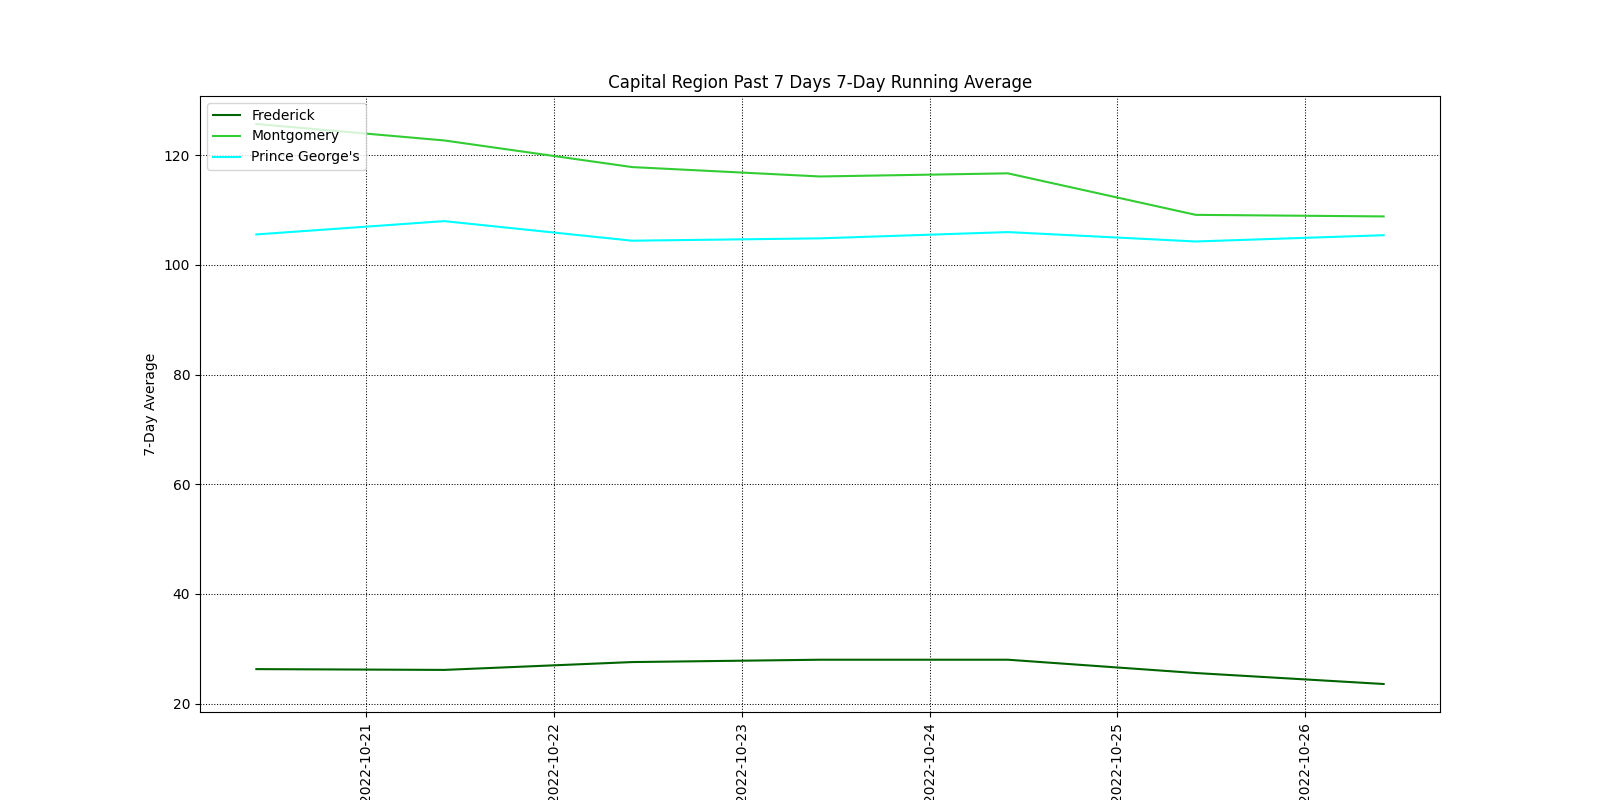 Capital Region Past 7 Days 7-Day Running Average
Frederick
Montgomery
Prince George's
7-Day Average
120
100
80
60
40
20
2022-10-21
2022-10-22
2022-10-23
2022-10-24
2022-10-25
2022-10-26